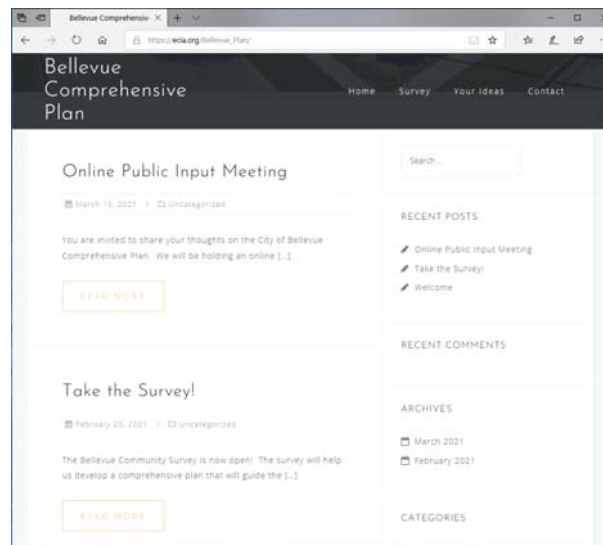 Bellevue Comprehensiv
https://ecia.org/Bellevue_Plan/
Bellevue
Comprehensive
Plan
Home Survey Your Ideas Contact
Online Public Input Meeting
March 15, 2021 / Uncategorized
You are invited to share your thoughts on the City of Bellevue
Comprehensive Plan. We will be holding an online [...]
READ MORE
Take the Survey!
February 25, 2021 / Uncategorized
The Bellevue Community Survey is now open! The survey will help
us develop a comprehensive plan that will guide the [...]
READ MORE
Search ...
RECENT POSTS
Online Public Input Meeting
Take the Survey!
Welcome
RECENT COMMENTS
ARCHIVES
March 2021
February 2021
CATEGORIES